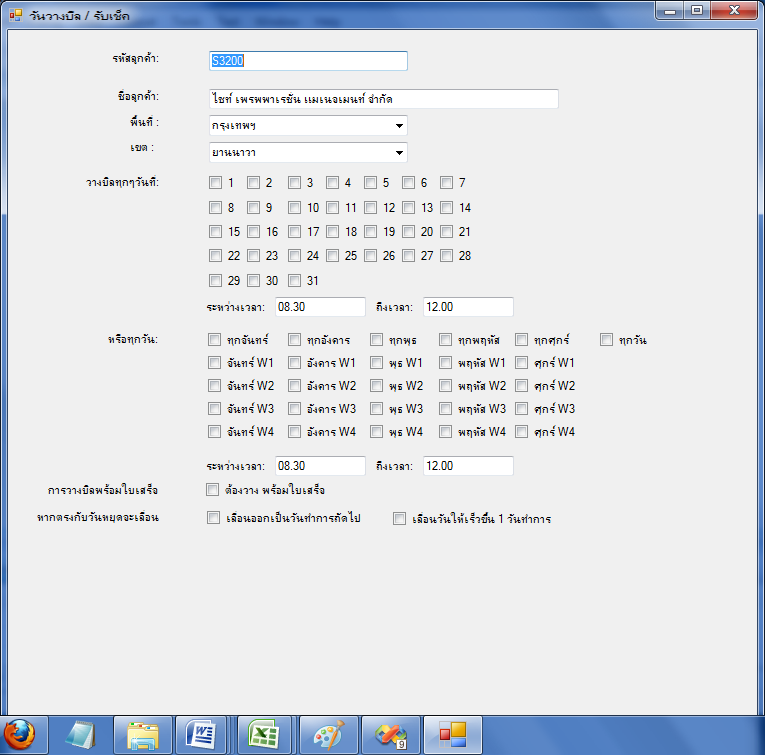 วันวางบิล / รับเช็ค
รหัสลูกค้า: S3200
ชื่อลูกค้า: ไซท์ เพรพพาเรชั่น แมเนจเมนท์ จำกัด
พื้นที่ : กรุงเทพฯ
เขต : ยานนาวา
วางบิลทุกๆวันที่: 1 2 3 4 5 6 7
8 9 10 11 12 13 14
15 16 17 18 19 20 21
22 23 24 25 26 27 28
29 30 31
ระหว่างเวลา: 08.30 ถึงเวลา: 12.00
หรือทุกวัน: ทุกจันทร์ ทุกอังคาร ทุกพุธ ทุกพฤหัส ทุกศุกร์ ทุกวัน
จันทร์ W1 อังคาร W1 พุธ W1 พฤหัส W1 ศุกร์ W1
จันทร์ W2 อังคาร W2 พุธ W2 พฤหัส W2 ศุกร์ W2
จันทร์ W3 อังคาร W3 พุธ W3 พฤหัส W3 ศุกร์ W3
จันทร์ W4 อังคาร W4 พุธ W4 พฤหัส W4 ศุกร์ W4
ระหว่างเวลา: 08.30 ถึงเวลา: 12.00
การวางบิลพร้อมใบเสร็จ ต้องวาง พร้อมใบเสร็จ
หากตรงกับวันหยุดจะเลื่อน เลื่อนออกเป็นวันทำการถัดไป เลื่อนวันให้เร็วขึ้น 1 วันทำการ
9